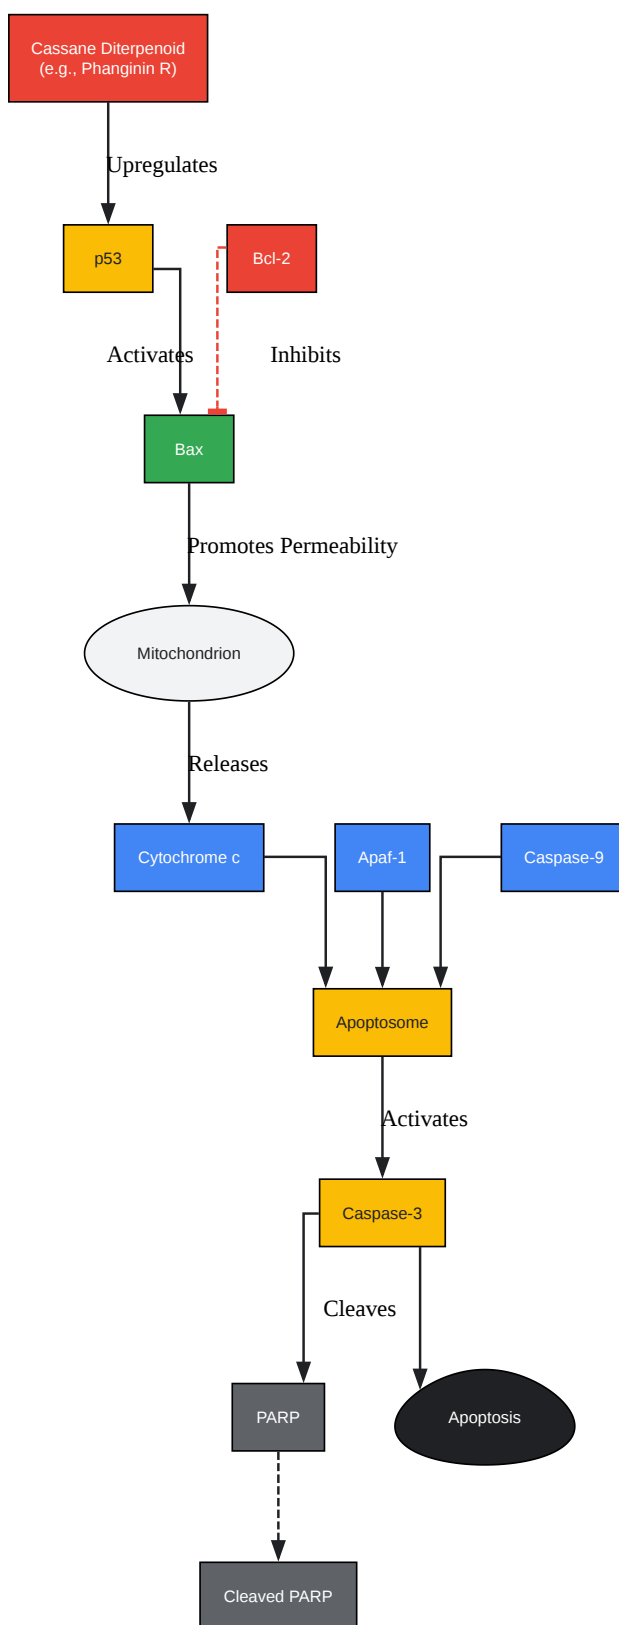 Cassane Diterpenoid
(e.g., Phanginin R)
Upregulates
p53
Bcl-2
Activates
Inhibits
Bax
Promotes Permeability
Mitochondrion
Releases
Cytochrome c
Apaf-1
Caspase-9
Apoptosome
Activates
Caspase-3
Cleaves
PARP
Apoptosis
Cleaved PARP